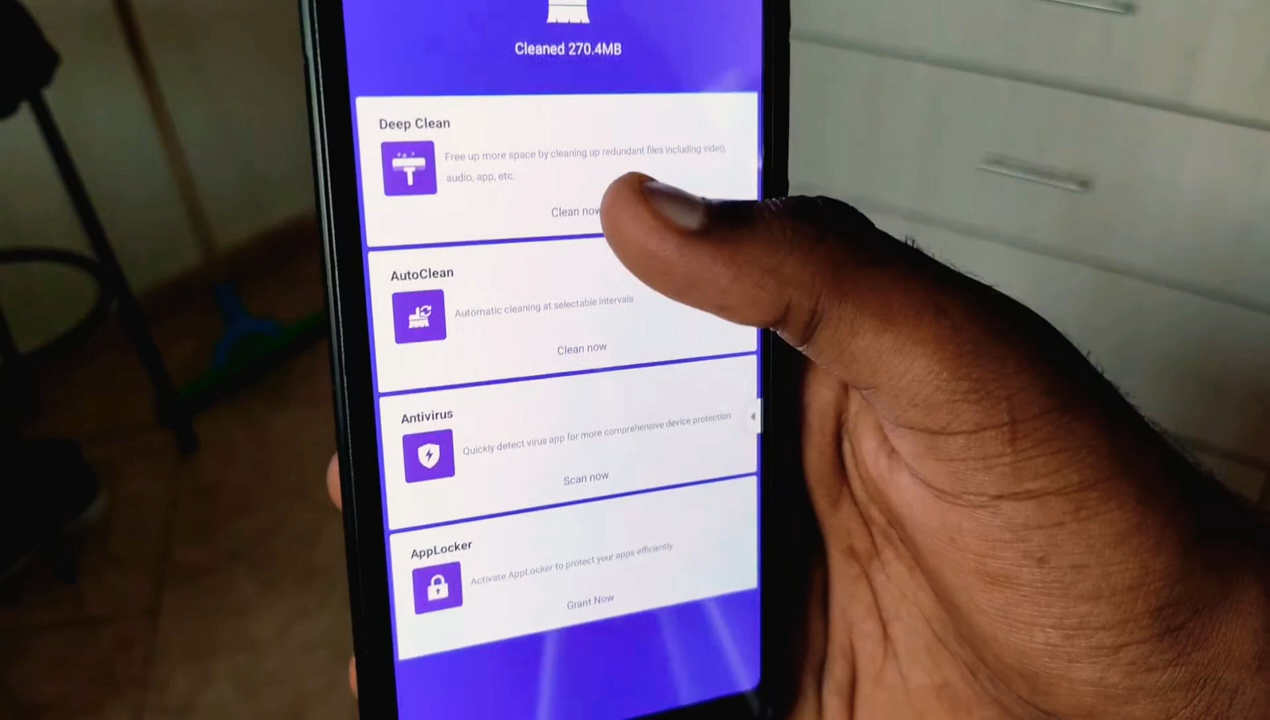 Cleaned 270.4MB
Deep Clean
Free up more space by cleaning up redundant files including video,
audio, app, etc.
Clean now
AutoClean
Automatic cleaning at selectable intervals
Clean now
Antivirus
Quickly detect virus app for more comprehensive device protection
Scan now
AppLocker
Activate AppLocker to protect your apps efficiently
Grant Now